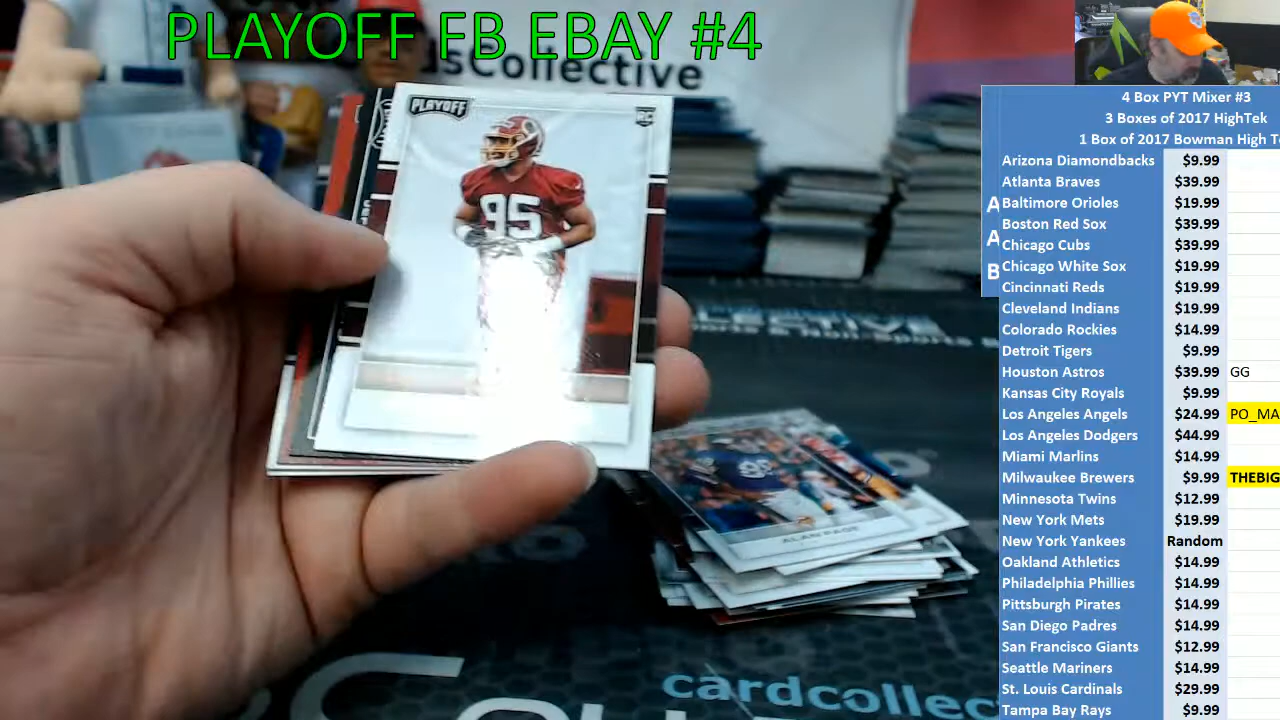 PLAYOFF FB EBAY #4
dsCollective
PLAYOFF
RC
95
ALAN PAGE
cardcollec
4 Box PYT Mixer #3
3 Boxes of 2017 HighTek
1 Box of 2017 Bowman High T
A
A
B
Arizona Diamondbacks $9.99
Atlanta Braves $39.99
Baltimore Orioles $19.99
Boston Red Sox $39.99
Chicago Cubs $39.99
Chicago White Sox $19.99
Cincinnati Reds $19.99
Cleveland Indians $19.99
Colorado Rockies $14.99
Detroit Tigers $9.99
Houston Astros $39.99 GG
Kansas City Royals $9.99
Los Angeles Angels $24.99 PO_MA
Los Angeles Dodgers $44.99
Miami Marlins $14.99
Milwaukee Brewers $9.99 THEBIG
Minnesota Twins $12.99
New York Mets $19.99
New York Yankees Random
Oakland Athletics $14.99
Philadelphia Phillies $14.99
Pittsburgh Pirates $14.99
San Diego Padres $14.99
San Francisco Giants $12.99
Seattle Mariners $14.99
St. Louis Cardinals $29.99
Tampa Bay Rays $9.99